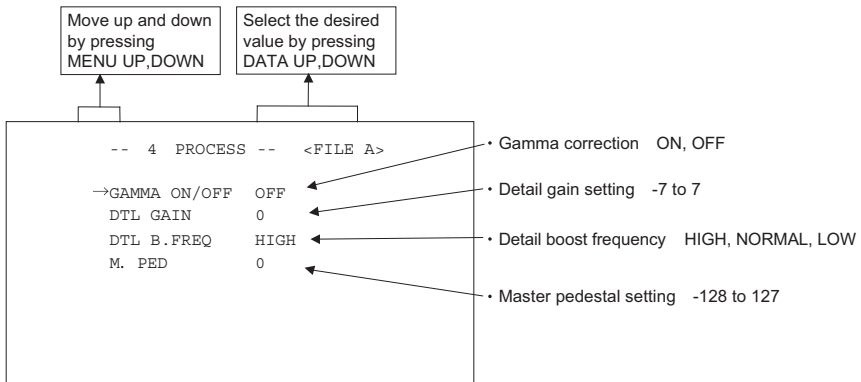 Move up and down
by pressing
MENU UP,DOWN
Select the desired
value by pressing
DATA UP,DOWN
-- 4 PROCESS -- <FILE A>
→GAMMA ON/OFF OFF
DTL GAIN 0
DTL B.FREQ HIGH
M. PED 0
・Gamma correction ON, OFF
・Detail gain setting -7 to 7
・Detail boost frequency HIGH, NORMAL, LOW
・Master pedestal setting -128 to 127